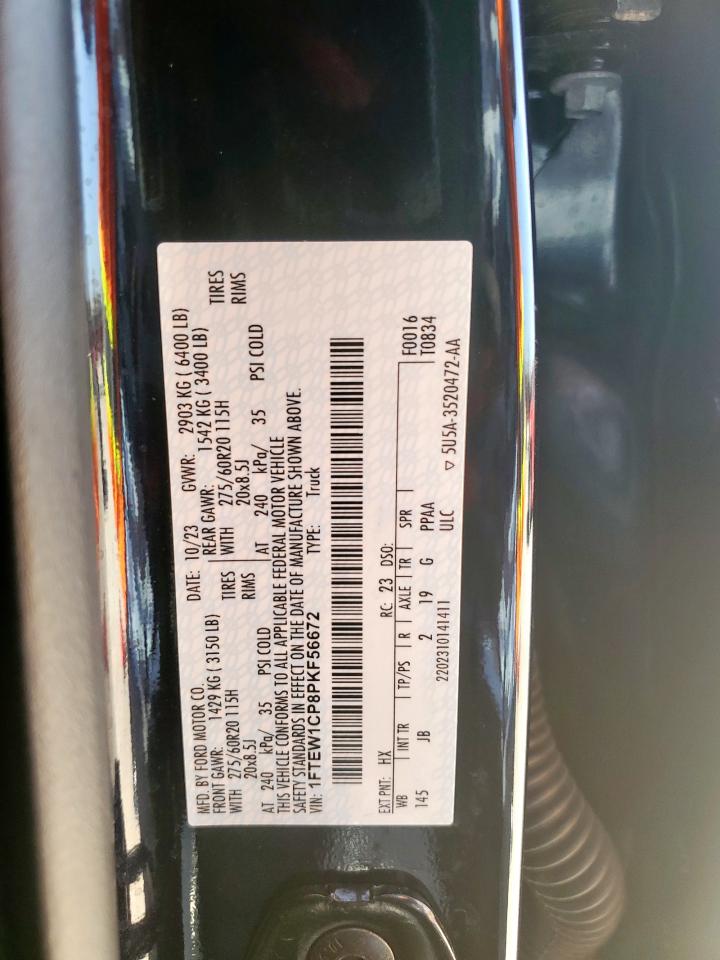 MFD. BY FORD MOTOR CO.
DATE: 10/23 GVWR: 2903 KG ( 6400 LB)
FRONT GAWR: 1429 KG ( 3150 LB) REAR GAWR: 1542 KG ( 3400 LB)
WITH 275/60R20 115H TIRES WITH 275/60R20 115H TIRES
20x8.5J RIMS 20x8.5J RIMS
AT 240 kPa/ 35 PSI COLD AT 240 kPa/ 35 PSI COLD
THIS VEHICLE CONFORMS TO ALL APPLICABLE FEDERAL MOTOR VEHICLE
SAFETY STANDARDS IN EFFECT ON THE DATE OF MANUFACTURE SHOWN ABOVE.
VIN: 1FTEW1CP8PKF56672 TYPE: Truck
EXT PNT: HX RC: 23 DSO: F0016
WB INT TR TP/PS R AXLE TR SPR T0834
145 JB 2 19 G PPAA
2202310141411 ULC ▽ 5U5A-3520472-AA